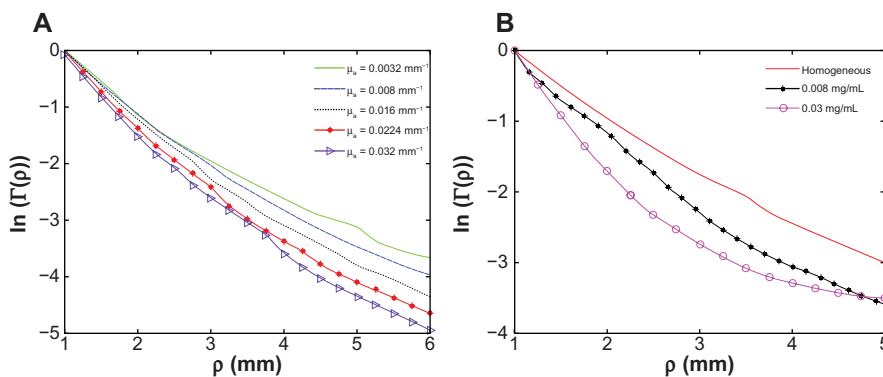 A
ln (Γ(ρ))
0
−1
−2
−3
−4
−5
1
2
3
4
5
6
ρ (mm)
μₐ = 0.0032 mm⁻¹
μₐ = 0.008 mm⁻¹
μₐ = 0.016 mm⁻¹
μₐ = 0.0224 mm⁻¹
μₐ = 0.032 mm⁻¹
B
ln (Γ(ρ))
0
−1
−2
−3
−4
1
2
3
4
5
ρ (mm)
Homogeneous
0.008 mg/mL
0.03 mg/mL